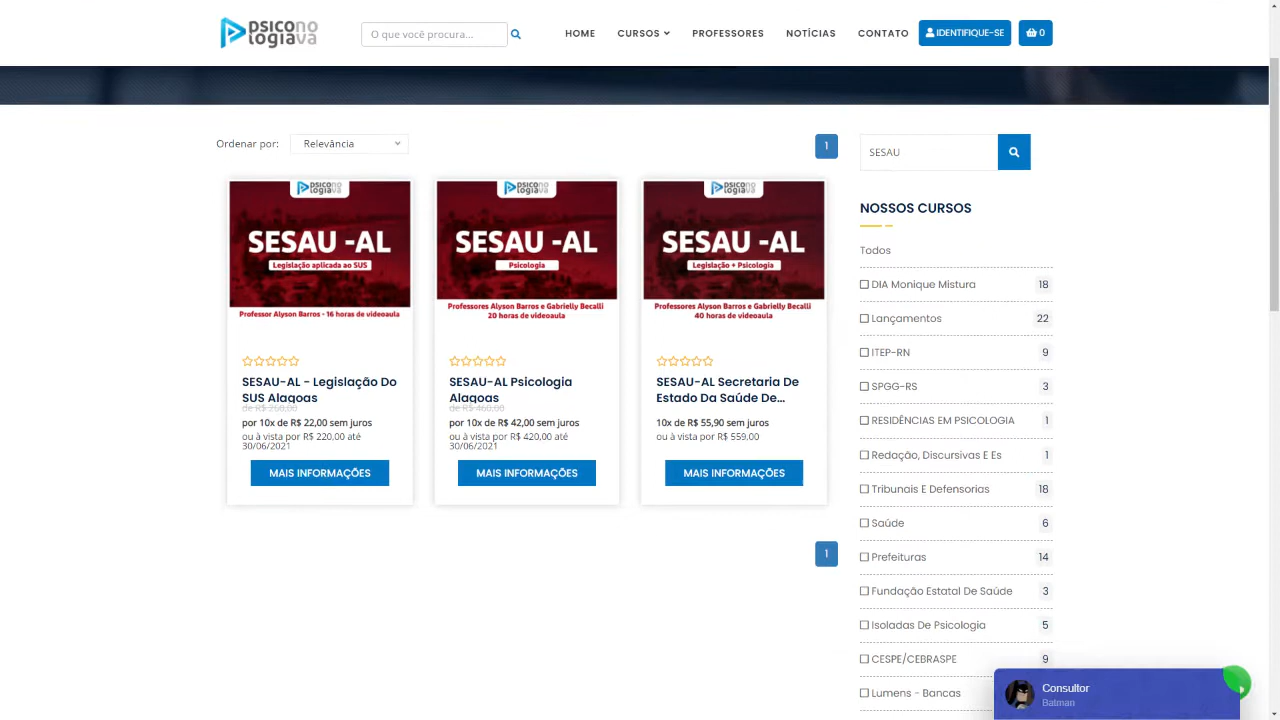 psicono
logiava
O que você procura...
HOME
CURSOS
PROFESSORES
NOTÍCIAS
CONTATO
IDENTIFIQUE-SE
0
Ordenar por:
Relevância
1
SESAU
psicono
logiava
SESAU -AL
Legislação aplicada ao SUS
Professor Alyson Barros - 16 horas de videoaula
SESAU-AL - Legislação Do
SUS Alagoas
de R$ 260,00
por 10x de R$ 22,00 sem juros
ou à vista por R$ 220,00 até
30/06/2021
MAIS INFORMAÇÕES
psicono
logiava
SESAU -AL
Psicologia
Professores Alyson Barros e Gabrielly Becalli
20 horas de videoaula
SESAU-AL Psicologia
Alagoas
de R$ 460,00
por 10x de R$ 42,00 sem juros
ou à vista por R$ 420,00 até
30/06/2021
MAIS INFORMAÇÕES
psicono
logiava
SESAU -AL
Legislação + Psicologia
Professores Alyson Barros e Gabrielly Becalli
40 horas de videoaula
SESAU-AL Secretaria De
Estado Da Saúde De...
10x de R$ 55,90 sem juros
ou à vista por R$ 559,00
MAIS INFORMAÇÕES
1
NOSSOS CURSOS
Todos
DIA Monique Mistura 18
Lançamentos 22
ITEP-RN 9
SPGG-RS 3
RESIDÊNCIAS EM PSICOLOGIA 1
Redação, Discursivas E Es 1
Tribunais E Defensorias 18
Saúde 6
Prefeituras 14
Fundação Estatal De Saúde 3
Isoladas De Psicologia 5
CESPE/CEBRASPE 9
Lumens - Bancas
Consultor
Batman